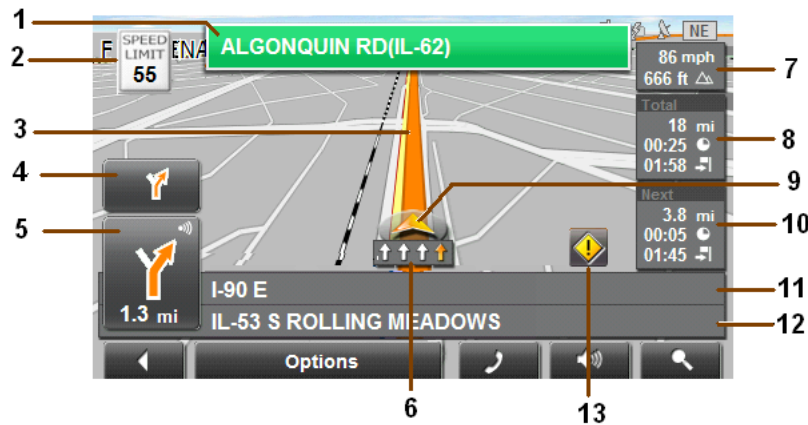 1
ALGONQUIN RD(IL-62)
NE
2
SPEED
LIMIT
55
ENA
86 mph
666 ft
7
3
Total
18 mi
00:25
01:58
8
4
9
5
Next
3.8 mi
00:05
01:45
10
1.3 mi
I-90 E
11
IL-53 S ROLLING MEADOWS
12
Options
6
13